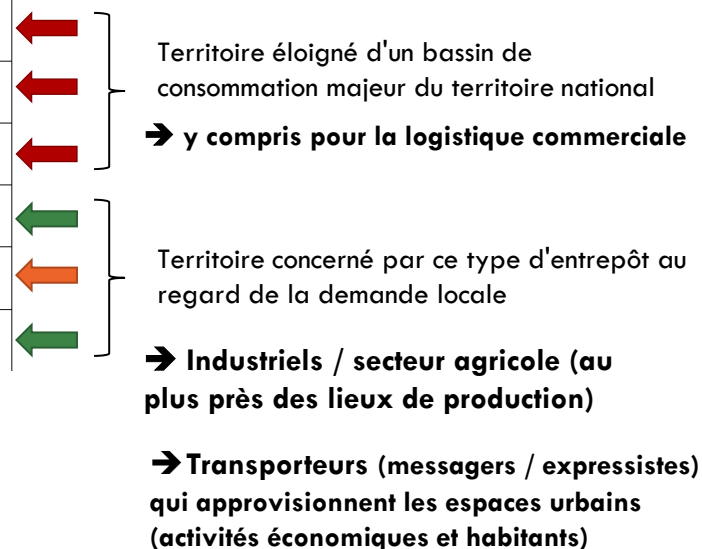 Territoire éloigné d'un bassin de
consommation majeur du territoire national
➔ y compris pour la logistique commerciale
Territoire concerné par ce type d'entrepôt au
regard de la demande locale
➔ Industriels / secteur agricole (au
plus près des lieux de production)
➔ Transporteurs (messagers / expressistes)
qui approvisionnent les espaces urbains
(activités économiques et habitants)